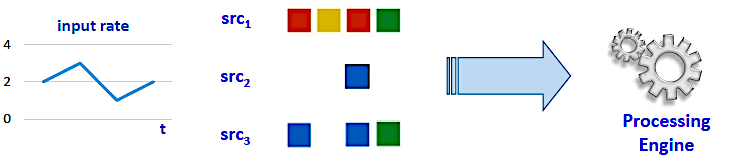 input rate
4
2
0
t
src1
src2
src3
Processing
Engine